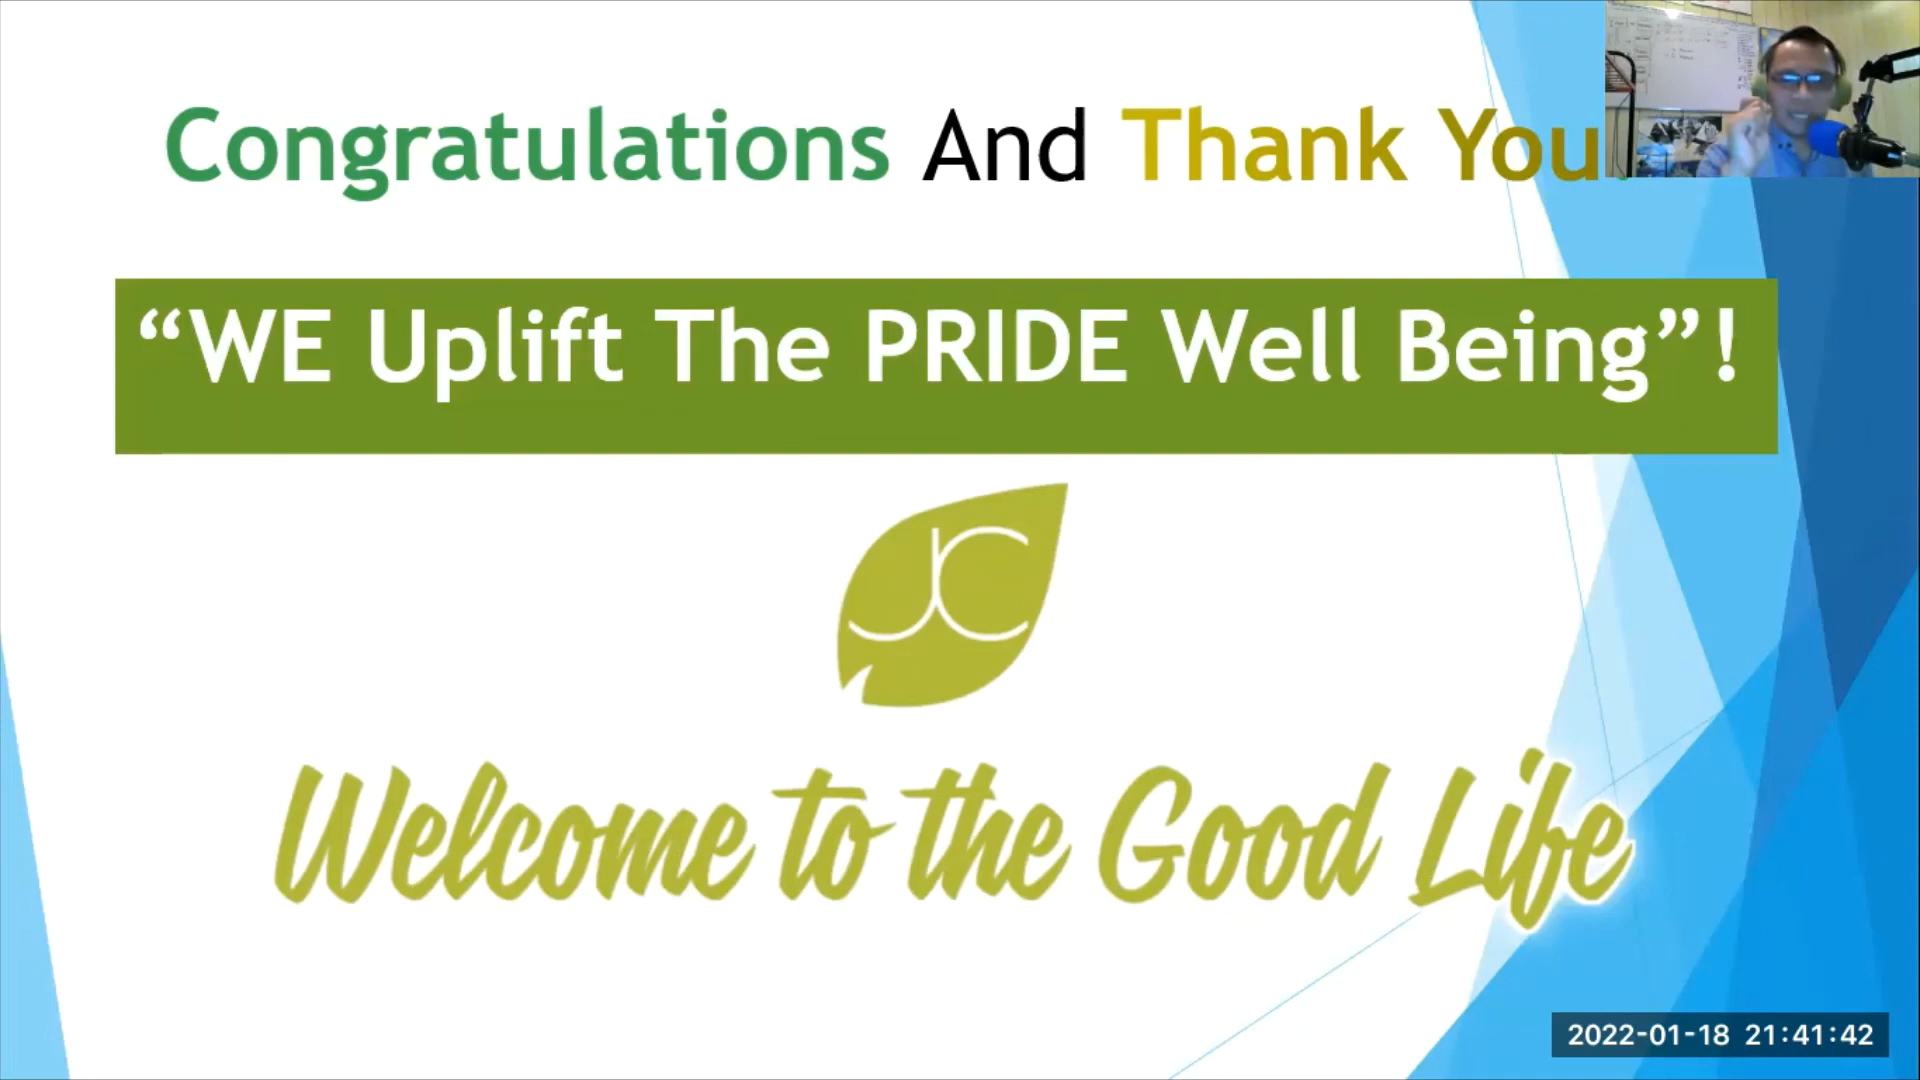 Congratulations And Thank You
“WE Uplift The PRIDE Well Being”!
JC
Welcome to the Good Life
2022-01-18 21:41:42